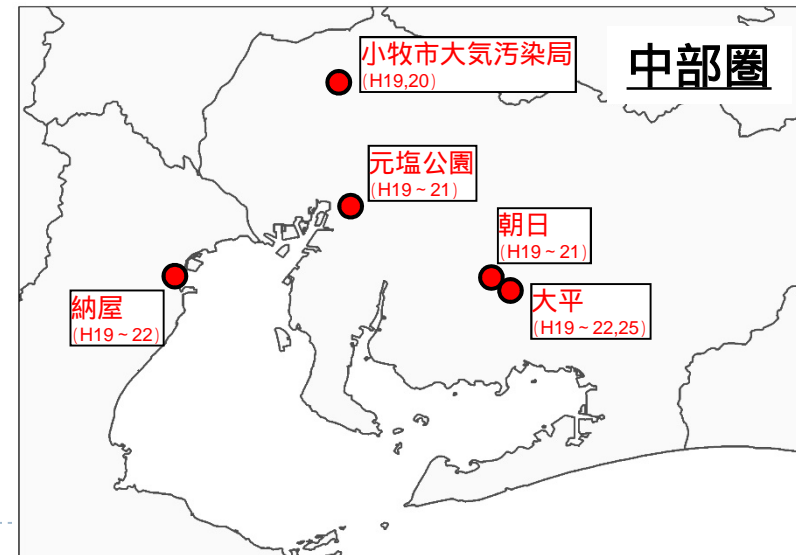 中部圏
小牧市大気汚染局
(H19,20)
元塩公園
(H19~21)
朝日
(H19~21)
納屋
(H19~22)
大平
(H19~22,25)